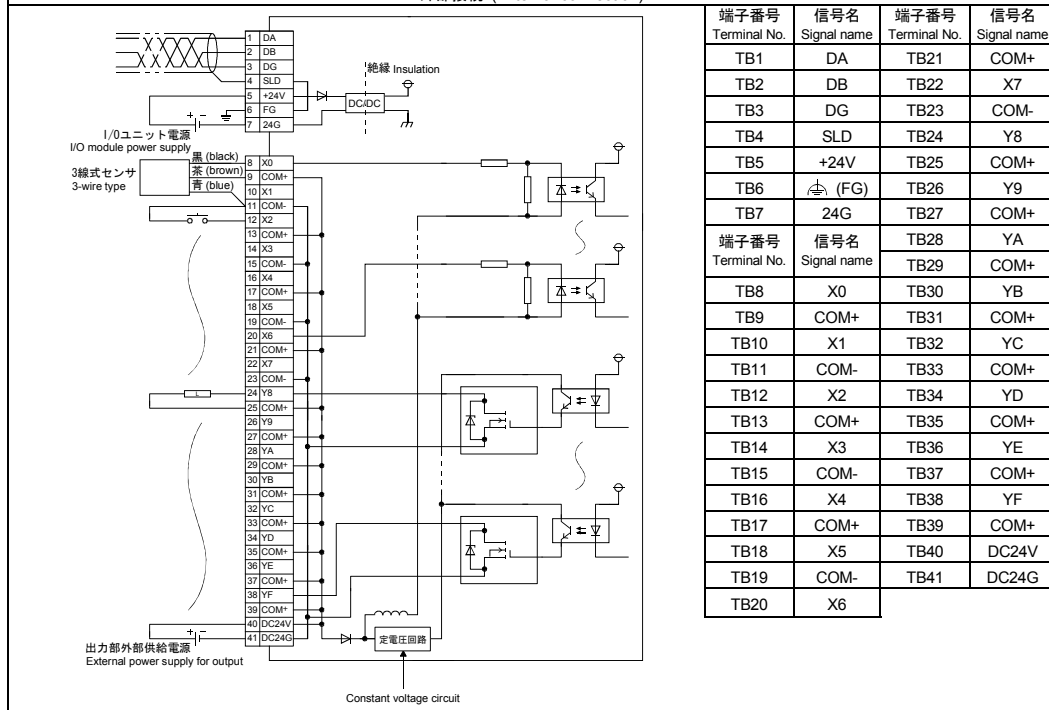 1 DA
2 DB
3 DG
4 SLD
5 +24V
6 FG
7 24G
絶縁 Insulation
DC/DC
+ -
I/0ユニット電源
I/O module power supply
3線式センサ
3-wire type
黒 (black)
茶 (brown)
青 (blue)
8 X0
9 COM+
10 X1
11 COM-
12 X2
13 COM+
14 X3
15 COM-
16 X4
17 COM+
18 X5
19 COM-
20 X6
21 COM+
22 X7
23 COM-
L
24 Y8
25 COM+
26 Y9
27 COM+
28 YA
29 COM+
30 YB
31 COM+
32 YC
33 COM+
34 YD
35 COM+
36 YE
37 COM+
38 YF
39 COM+
40 DC24V
41 DC24G
+ -
出力部外部供給電源
External power supply for output
定電圧回路
Constant voltage circuit
端子番号 信号名 端子番号 信号名
Terminal No. Signal name Terminal No. Signal name
TB1 DA TB21 COM+
TB2 DB TB22 X7
TB3 DG TB23 COM-
TB4 SLD TB24 Y8
TB5 +24V TB25 COM+
TB6 (FG) TB26 Y9
TB7 24G TB27 COM+
端子番号 信号名 TB28 YA
Terminal No. Signal name TB29 COM+
TB8 X0 TB30 YB
TB9 COM+ TB31 COM+
TB10 X1 TB32 YC
TB11 COM- TB33 COM+
TB12 X2 TB34 YD
TB13 COM+ TB35 COM+
TB14 X3 TB36 YE
TB15 COM- TB37 COM+
TB16 X4 TB38 YF
TB17 COM+ TB39 COM+
TB18 X5 TB40 DC24V
TB19 COM- TB41 DC24G
TB20 X6